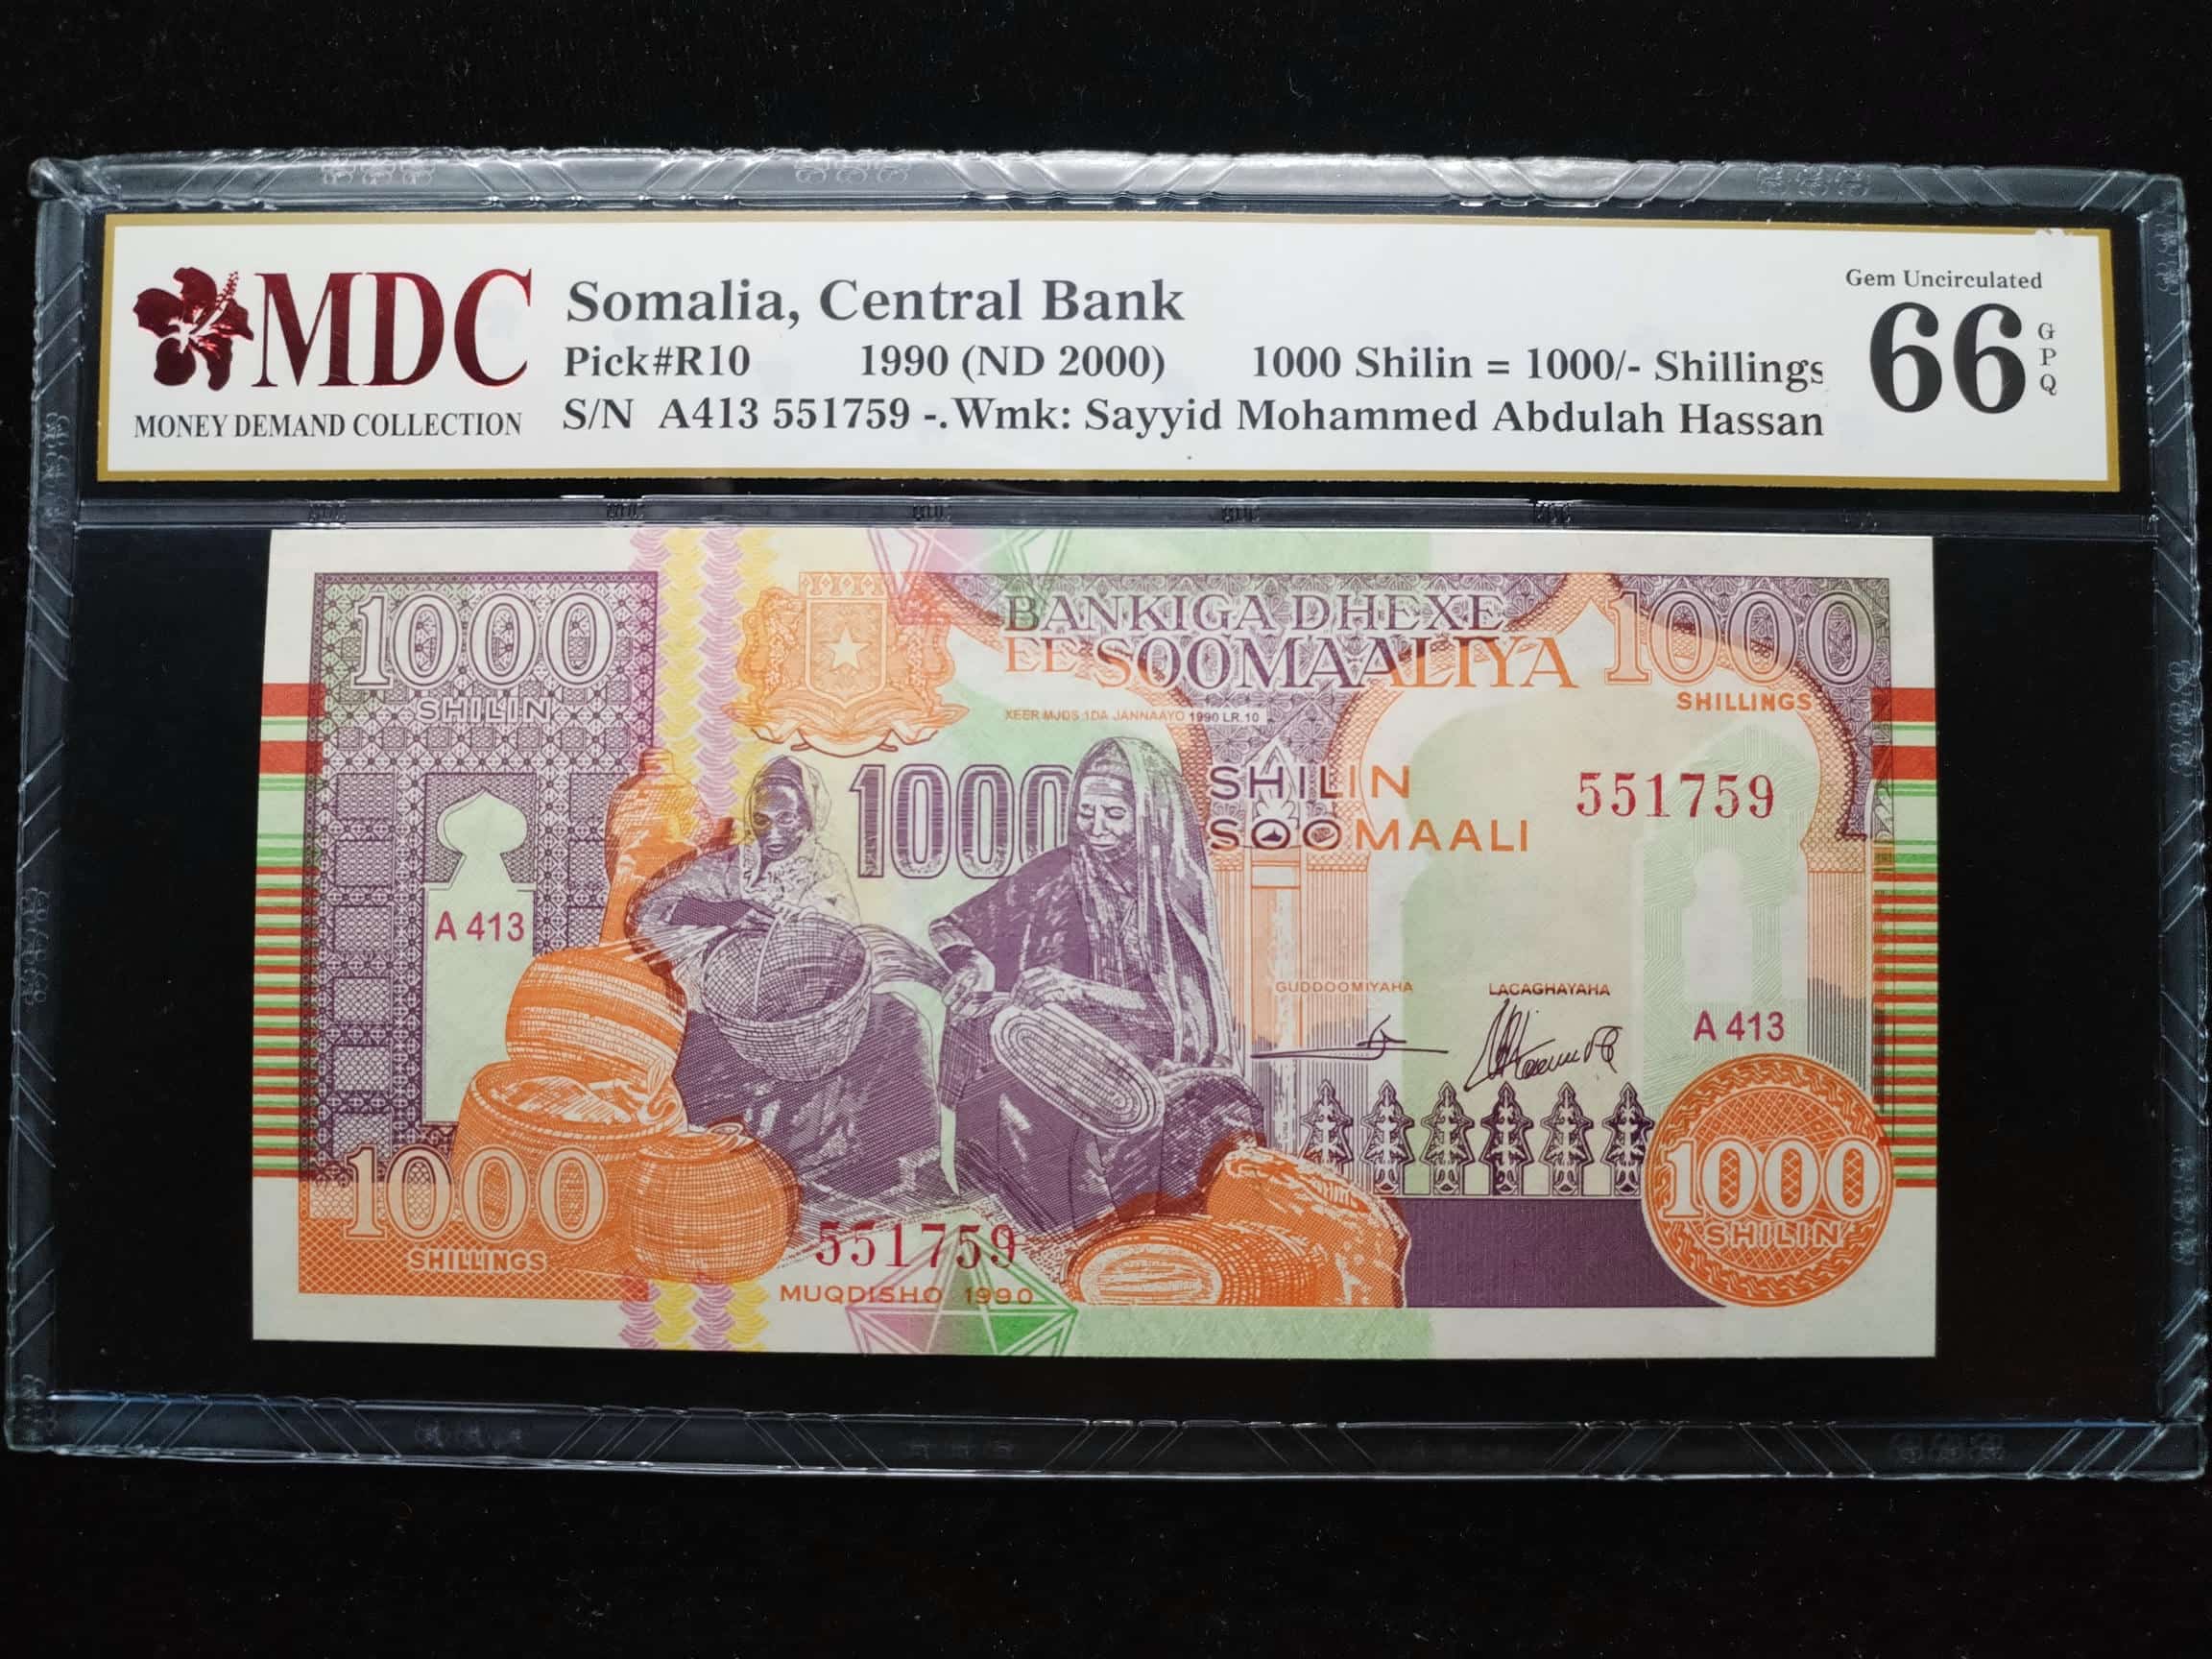 MDC
MONEY DEMAND COLLECTION
Somalia, Central Bank
Pick#R10 1990 (ND 2000) 1000 Shilin = 1000/- Shillings
S/N A413 551759 -. Wmk: Sayyid Mohammed Abdulah Hassan
Gem Uncirculated
66
GPQ
1000
SHILIN
BANKIGA DHEXE
EE SOOMAALIYA
1000
SHILLINGS
XEER MJDS 1DA JANNAAYO 1990 LR.10
1000
SHILIN
SOOMAALI
551759
A 413
GUDDOOMIYAHA
LACAGHAYAHA
A 413
1000
SHILLINGS
551759
MUQDISHO 1990
1000
SHILIN